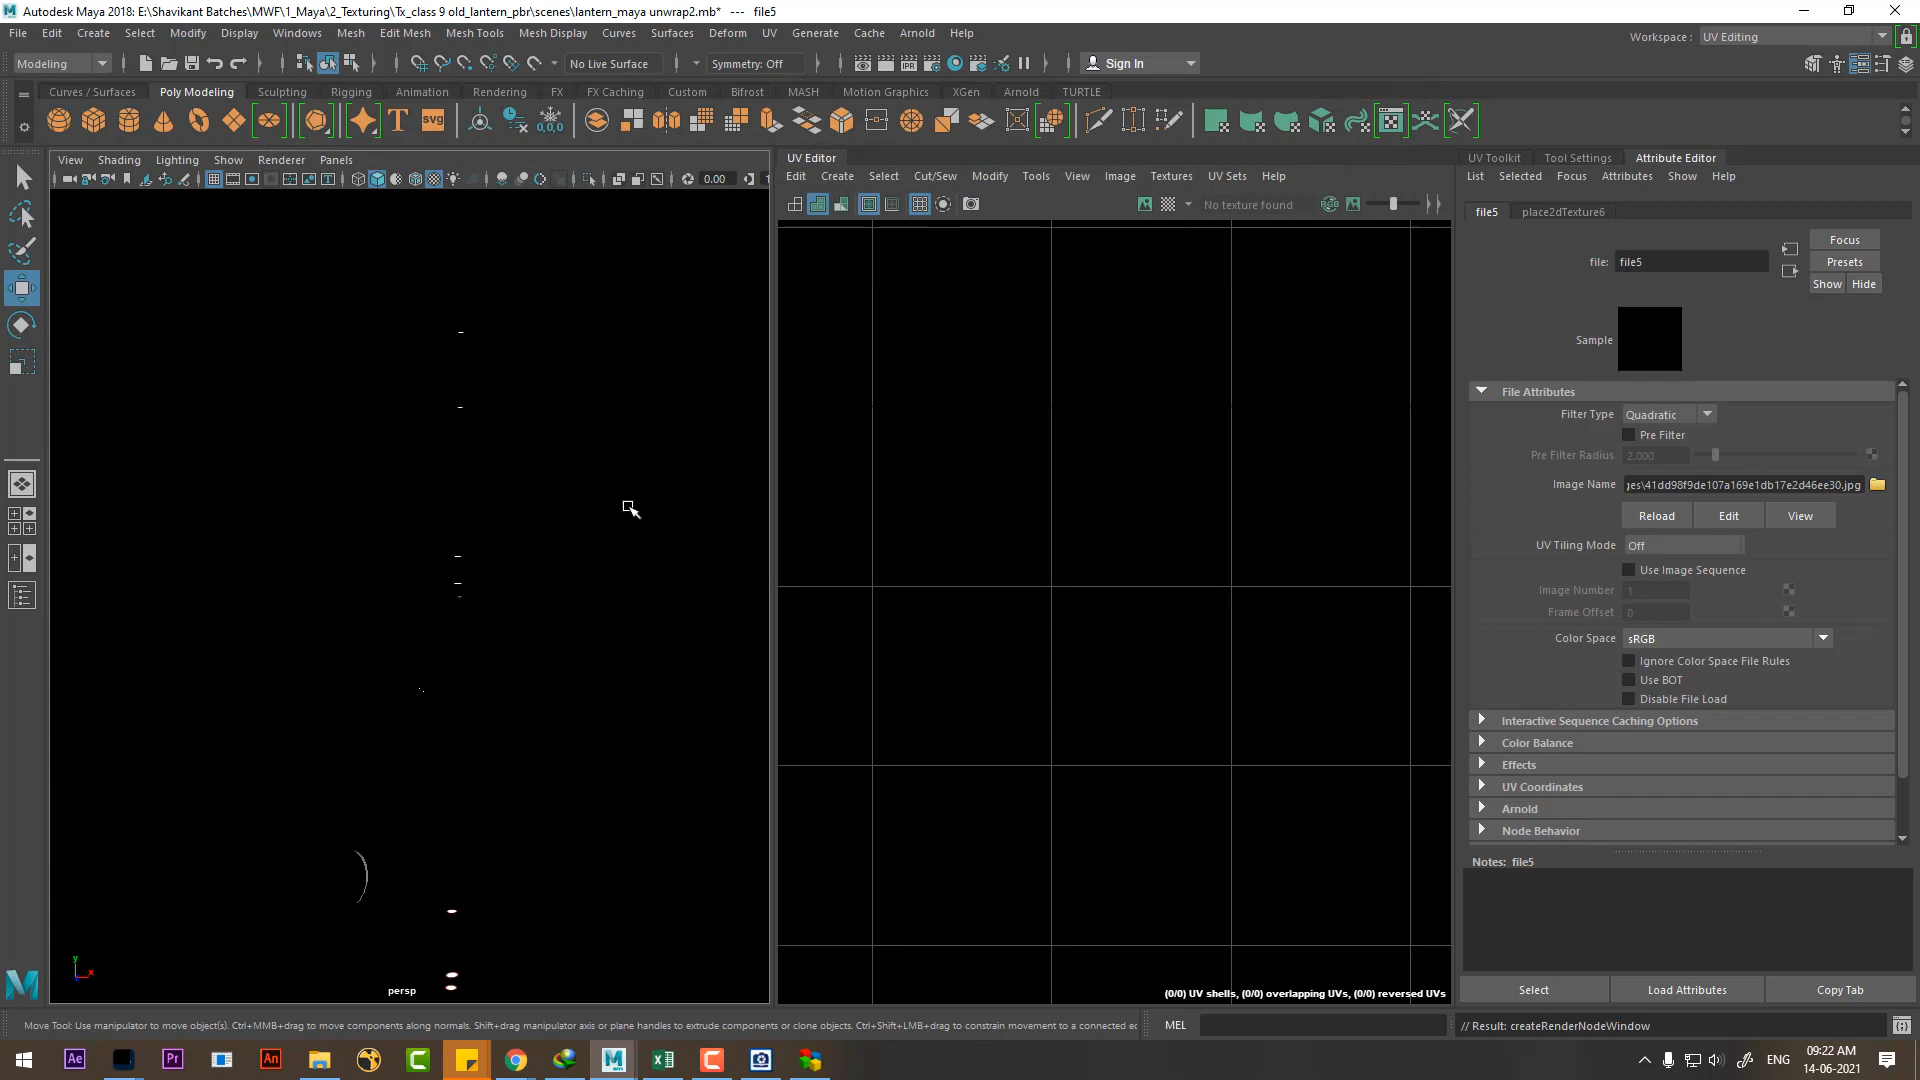 Autodesk Maya 2018: E:\Shavikant Batches\MWF\1_Maya\2_Texturing\Tx_class 9 old_lantern_pbr\scenes\lantern_maya unwrap2.mb*   ---   file5
File Edit Create Select Modify Display Windows Mesh Edit Mesh Mesh Tools Mesh Display Curves Surfaces Deform UV Generate Cache Arnold Help
Workspace : UV Editing
Modeling No Live Surface Symmetry: Off Sign In
Curves / Surfaces Poly Modeling Sculpting Rigging Animation Rendering FX FX Caching Custom Bifrost MASH Motion Graphics XGen Arnold TURTLE
T svg 0,0,0
View Shading Lighting Show Renderer Panels
0.00 1
y
x
persp
UV Editor
Edit Create Select Cut/Sew Modify Tools View Image Textures UV Sets Help
No texture found RGB
(0/0) UV shells, (0/0) overlapping UVs, (0/0) reversed UVs
UV Toolkit Tool Settings Attribute Editor
List Selected Focus Attributes Show Help
file5 place2dTexture6
file: file5
Focus
Presets
Show Hide
Sample
File Attributes
Filter Type Quadratic
Pre Filter
Pre Filter Radius 2.000
Image Name ges\41dd98f9de107a169e1db17e2d46ee30.jpg
Reload Edit View
UV Tiling Mode Off
Use Image Sequence
Image Number 1
Frame Offset 0
Color Space sRGB
Ignore Color Space File Rules
Use BOT
Disable File Load
Interactive Sequence Caching Options
Color Balance
Effects
UV Coordinates
Arnold
Node Behavior
Notes: file5
Select Load Attributes Copy Tab
Move Tool: Use manipulator to move object(s). Ctrl+MMB+drag to move components along normals. Shift+drag manipulator axis or plane handles to extrude components or clone objects. Ctrl+Shift+LMB+drag to constrain movement to a connected ec
MEL
// Result: createRenderNodeWindow
Ae Pr An C M
ENG
09:22 AM
14-06-2021